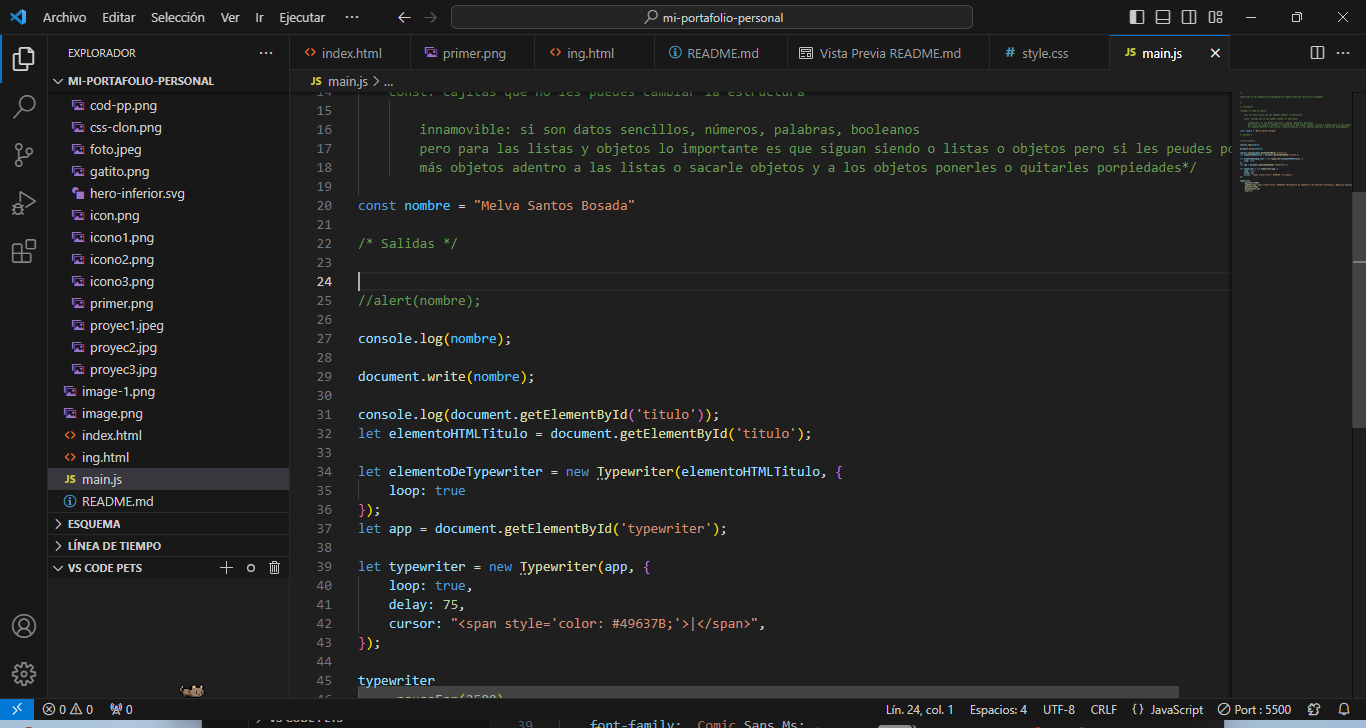 Archivo Editar Selección Ver Ir Ejecutar ···
mi-portafolio-personal
EXPLORADOR
MI-PORTAFOLIO-PERSONAL
cod-pp.png
css-clon.png
foto.jpeg
gatito.png
hero-inferior.svg
icon.png
icono1.png
icono2.png
icono3.png
primer.png
proyec1.jpeg
proyec2.jpg
proyec3.jpg
image-1.png
image.png
index.html
ing.html
JS main.js
README.md
ESQUEMA
LÍNEA DE TIEMPO
VS CODE PETS
index.html primer.png ing.html README.md Vista Previa README.md # style.css JS main.js
JS main.js > ...
14 const: cajitas que no les puedes cambiar la estructura
15
16 innamovible: si son datos sencillos, números, palabras, booleanos
17 pero para las listas y objetos lo importante es que siguan siendo o listas o objetos pero si les peudes
18 más objetos adentro a las listas o sacarle objetos y a los objetos ponerles o quitarles porpiedades*/
19
20 const nombre = "Melva Santos Bosada"
21
22 /* Salidas */
23
24
25 //alert(nombre);
26
27 console.log(nombre);
28
29 document.write(nombre);
30
31 console.log(document.getElementById('titulo'));
32 let elementoHTMLTitulo = document.getElementById('titulo');
33
34 let elementoDeTypewriter = new Typewriter(elementoHTMLTitulo, {
35 loop: true
36 });
37 let app = document.getElementById('typewriter');
38
39 let typewriter = new Typewriter(app, {
40 loop: true,
41 delay: 75,
42 cursor: "<span style='color: #49637B;'>|</span>",
43 });
44
45 typewriter
46 .pauseFor(2500)
0 0 0
Lín. 24, col. 1 Espacios: 4 UTF-8 CRLF {} JavaScript Port : 5500
VS CODE PETS
39 font-family: Comic Sans Ms;